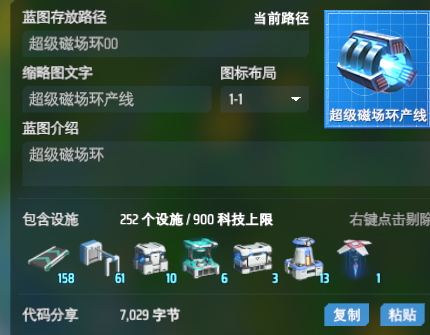 蓝图存放路径 当前路径
超级磁场环00
缩略图文字 图标布局
超级磁场环产线 1-1
超级磁场环产线
蓝图介绍
超级磁场环
包含设施 252 个设施 / 900 科技上限 右键点击剔除
158 61 10 6 3 13 1
代码分享 7,029 字节 复制 粘贴